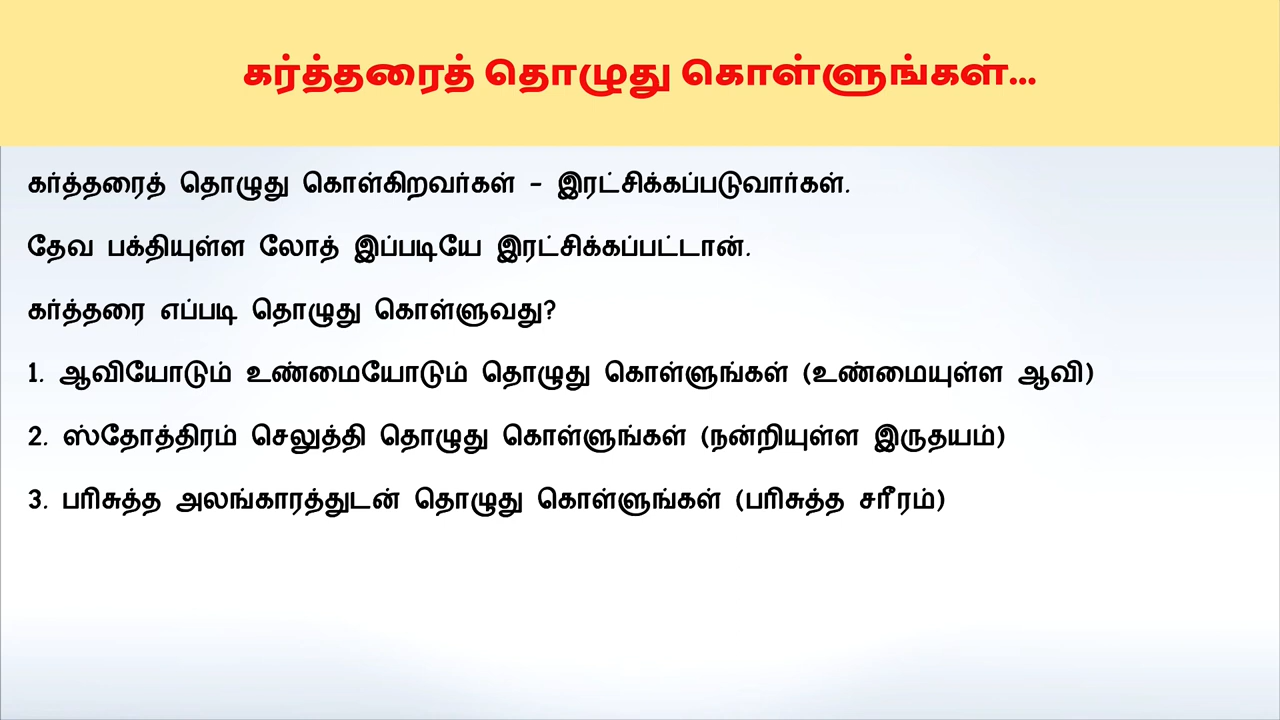 கர்த்தரைத் தொழுது கொள்ளுங்கள்...
கர்த்தரைத் தொழுது கொள்கிறவர்கள் - இரட்சிக்கப்படுவார்கள்.
தேவ பக்தியுள்ள லோத் இப்படியே இரட்சிக்கப்பட்டான்.
கர்த்தரை எப்படி தொழுது கொள்ளுவது?
1. ஆவியோடும் உண்மையோடும் தொழுது கொள்ளுங்கள் (உண்மையுள்ள ஆவி)
2. ஸ்தோத்திரம் செலுத்தி தொழுது கொள்ளுங்கள் (நன்றியுள்ள இருதயம்)
3. பரிசுத்த அலங்காரத்துடன் தொழுது கொள்ளுங்கள் (பரிசுத்த சரீரம்)